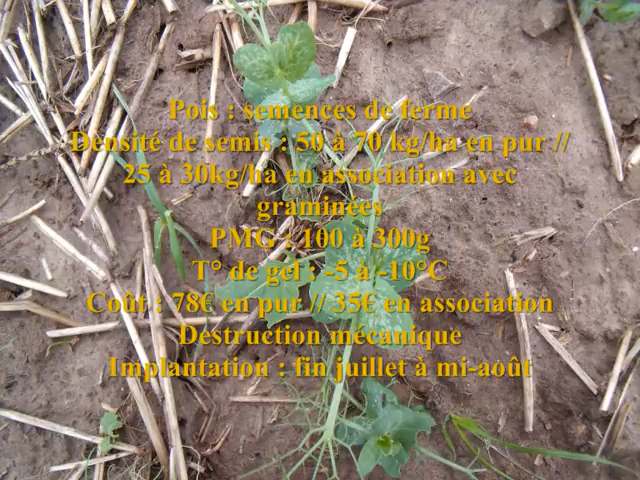 Pois : semences de ferme
Densité de semis : 50 à 70 kg/ha en pur //
25 à 30kg/ha en association avec
graminées
PMG : 100 à 300g
T° de gel : -5 à -10°C
Coût : 78€ en pur // 35€ en association
Destruction mécanique
Implantation : fin juillet à mi-août